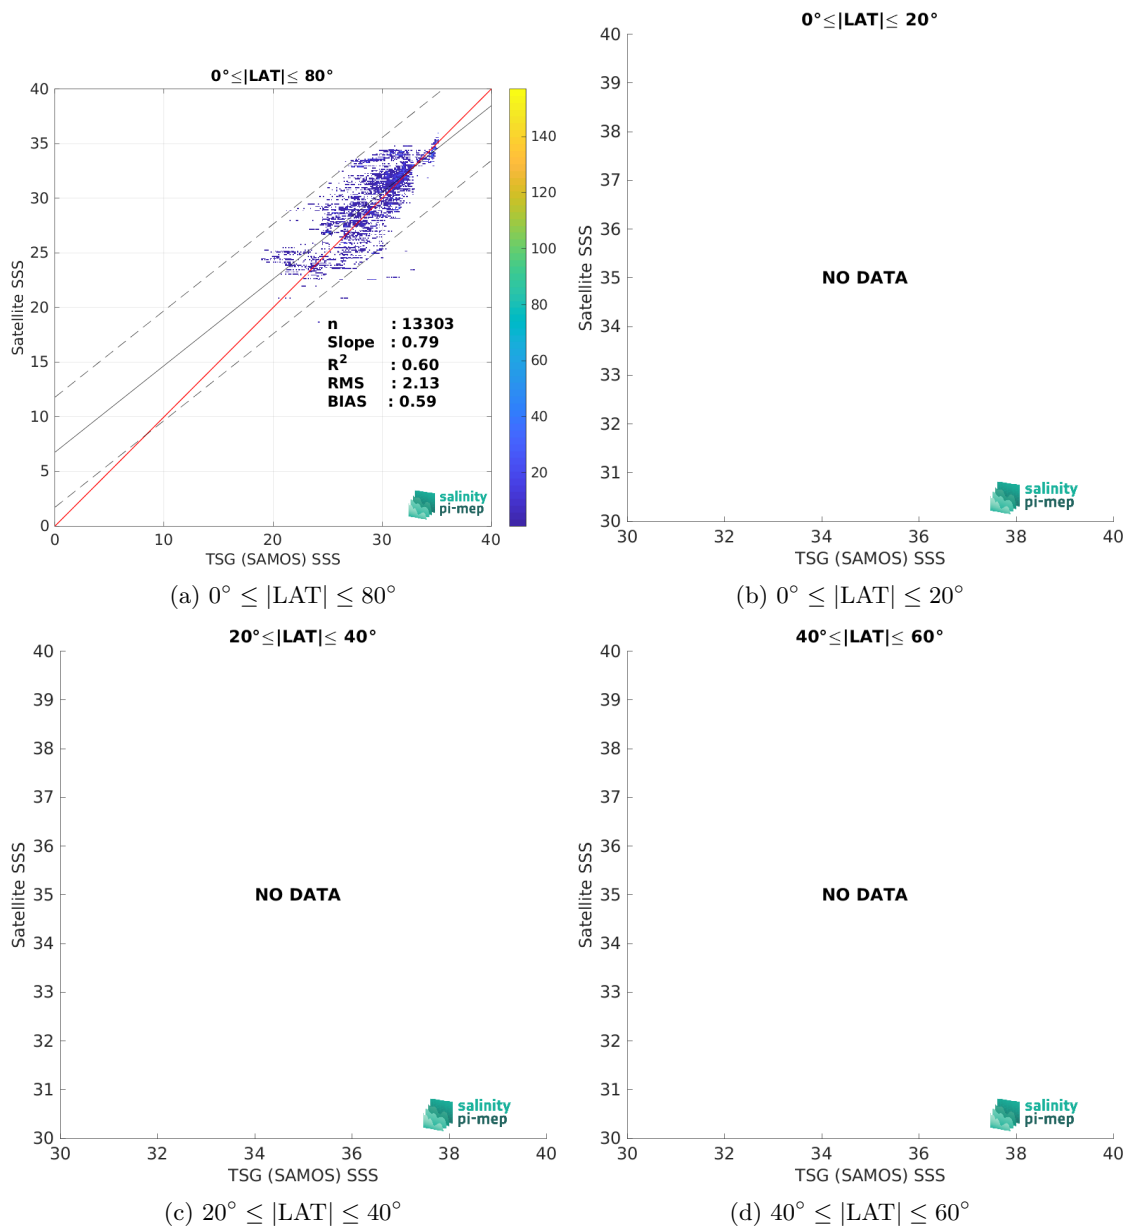 0°≤|LAT|≤ 80°
40
35
30
25
20
15
10
5
0
Satellite SSS
0
10
20
30
40
TSG (SAMOS) SSS
140
120
100
80
60
40
20
n : 13303
Slope : 0.79
R² : 0.60
RMS : 2.13
BIAS : 0.59
salinity
pi-mep
(a) 0° ≤ |LAT| ≤ 80°
0°≤|LAT|≤ 20°
40
39
38
37
36
35
34
33
32
31
30
Satellite SSS
NO DATA
salinity
pi-mep
30
32
34
36
38
40
TSG (SAMOS) SSS
(b) 0° ≤ |LAT| ≤ 20°
20°≤|LAT|≤ 40°
40
39
38
37
36
35
34
33
32
31
30
Satellite SSS
NO DATA
salinity
pi-mep
30
32
34
36
38
40
TSG (SAMOS) SSS
(c) 20° ≤ |LAT| ≤ 40°
40°≤|LAT|≤ 60°
40
39
38
37
36
35
34
33
32
31
30
Satellite SSS
NO DATA
salinity
pi-mep
30
32
34
36
38
40
TSG (SAMOS) SSS
(d) 40° ≤ |LAT| ≤ 60°